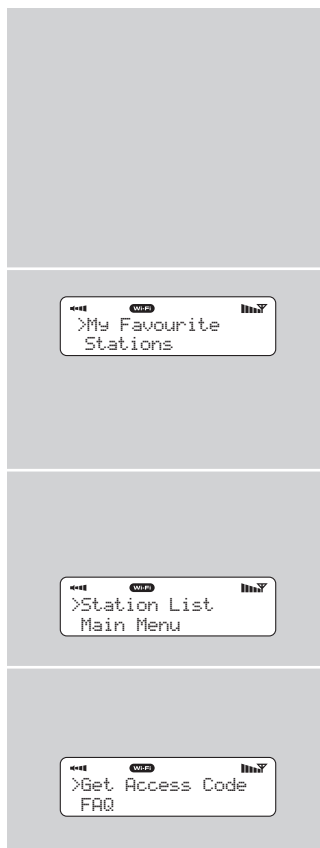 Wi-Fi
>My Favourite
Stations
Wi-Fi
>Station List
Main Menu
Wi-Fi
>Get Access Code
FAQ